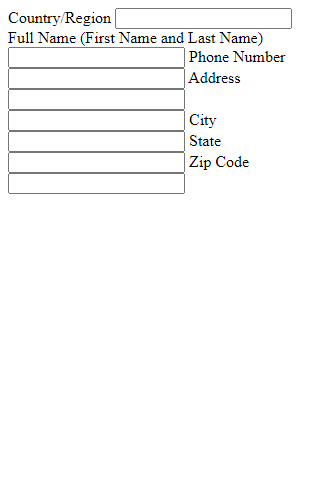 Country/Region
Full Name (First Name and Last Name)
Phone Number
Address
City
State
Zip Code